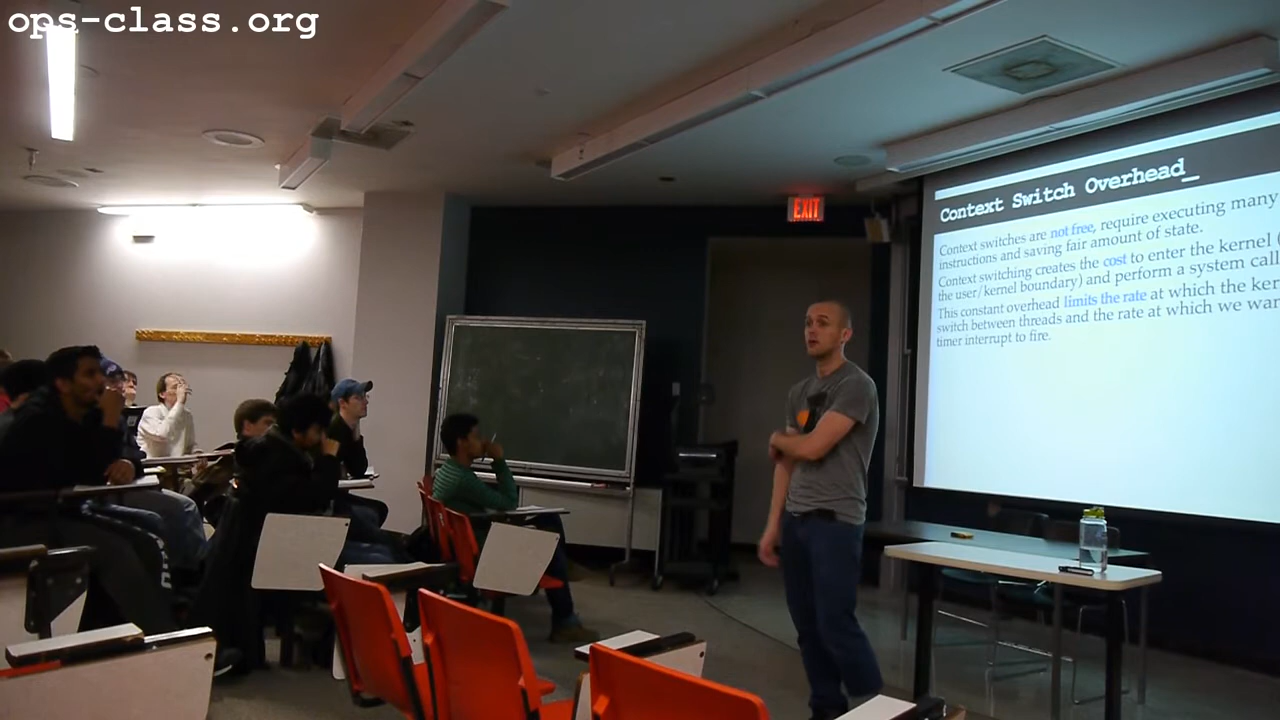 ops-class.org
EXIT
Context Switch Overhead_
Context switches are not free, require executing many
instructions and saving fair amount of state.
Context switching creates the cost to enter the kernel (
the user/kernel boundary) and perform a system call
This constant overhead limits the rate at which the
switch between threads and the rate at which we
timer interrupt to fire.